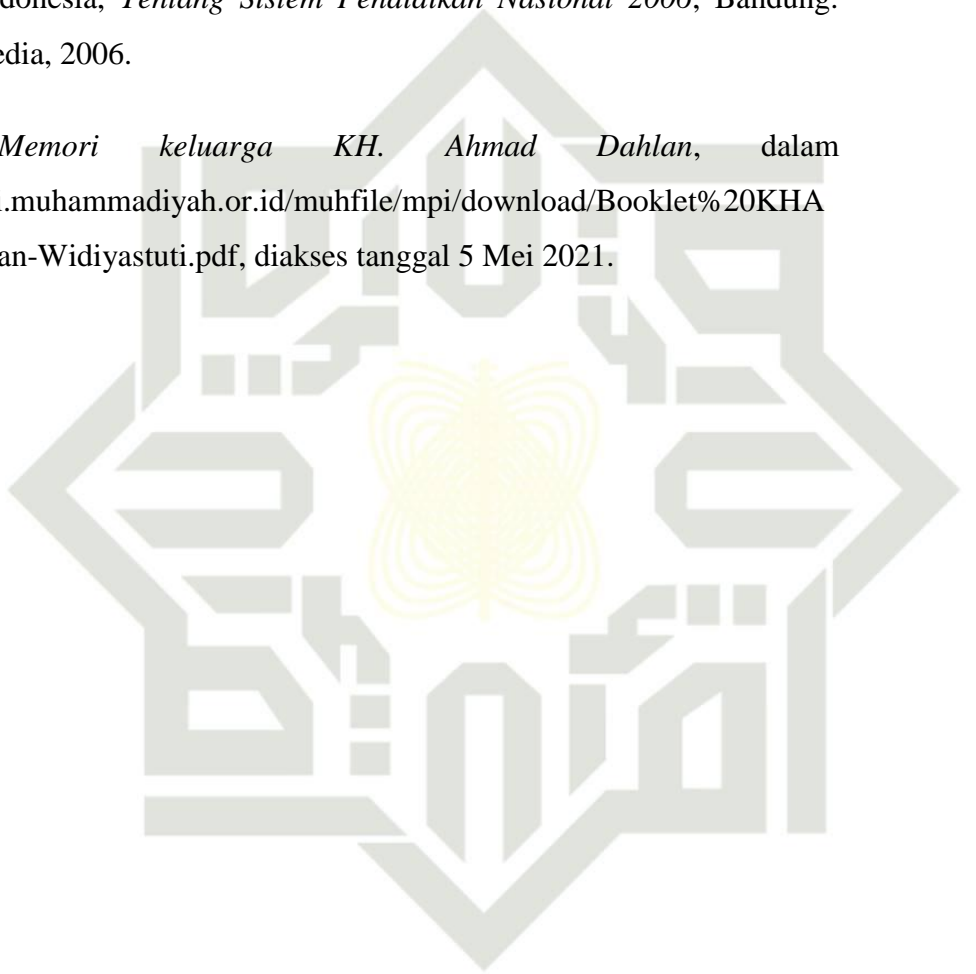 donesia, Tentang Sistem Pendidikan Nasional 2006, Bandung:
edia, 2006.
Memori keluarga KH. Ahmad Dahlan, dalam
i.muhammadiyah.or.id/muhfile/mpi/download/Booklet%20KHA
an-Widiyastuti.pdf, diakses tanggal 5 Mei 2021.